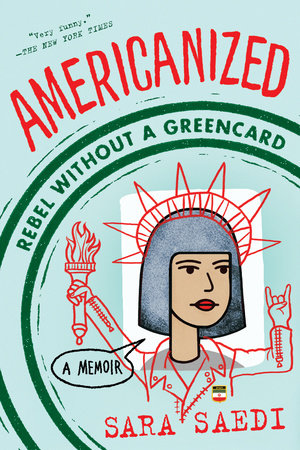 "Very funny."
—THE NEW YORK TIMES
AMERICANIZED
REBEL WITHOUT A GREENCARD
A MEMOIR
SARA SAEDI